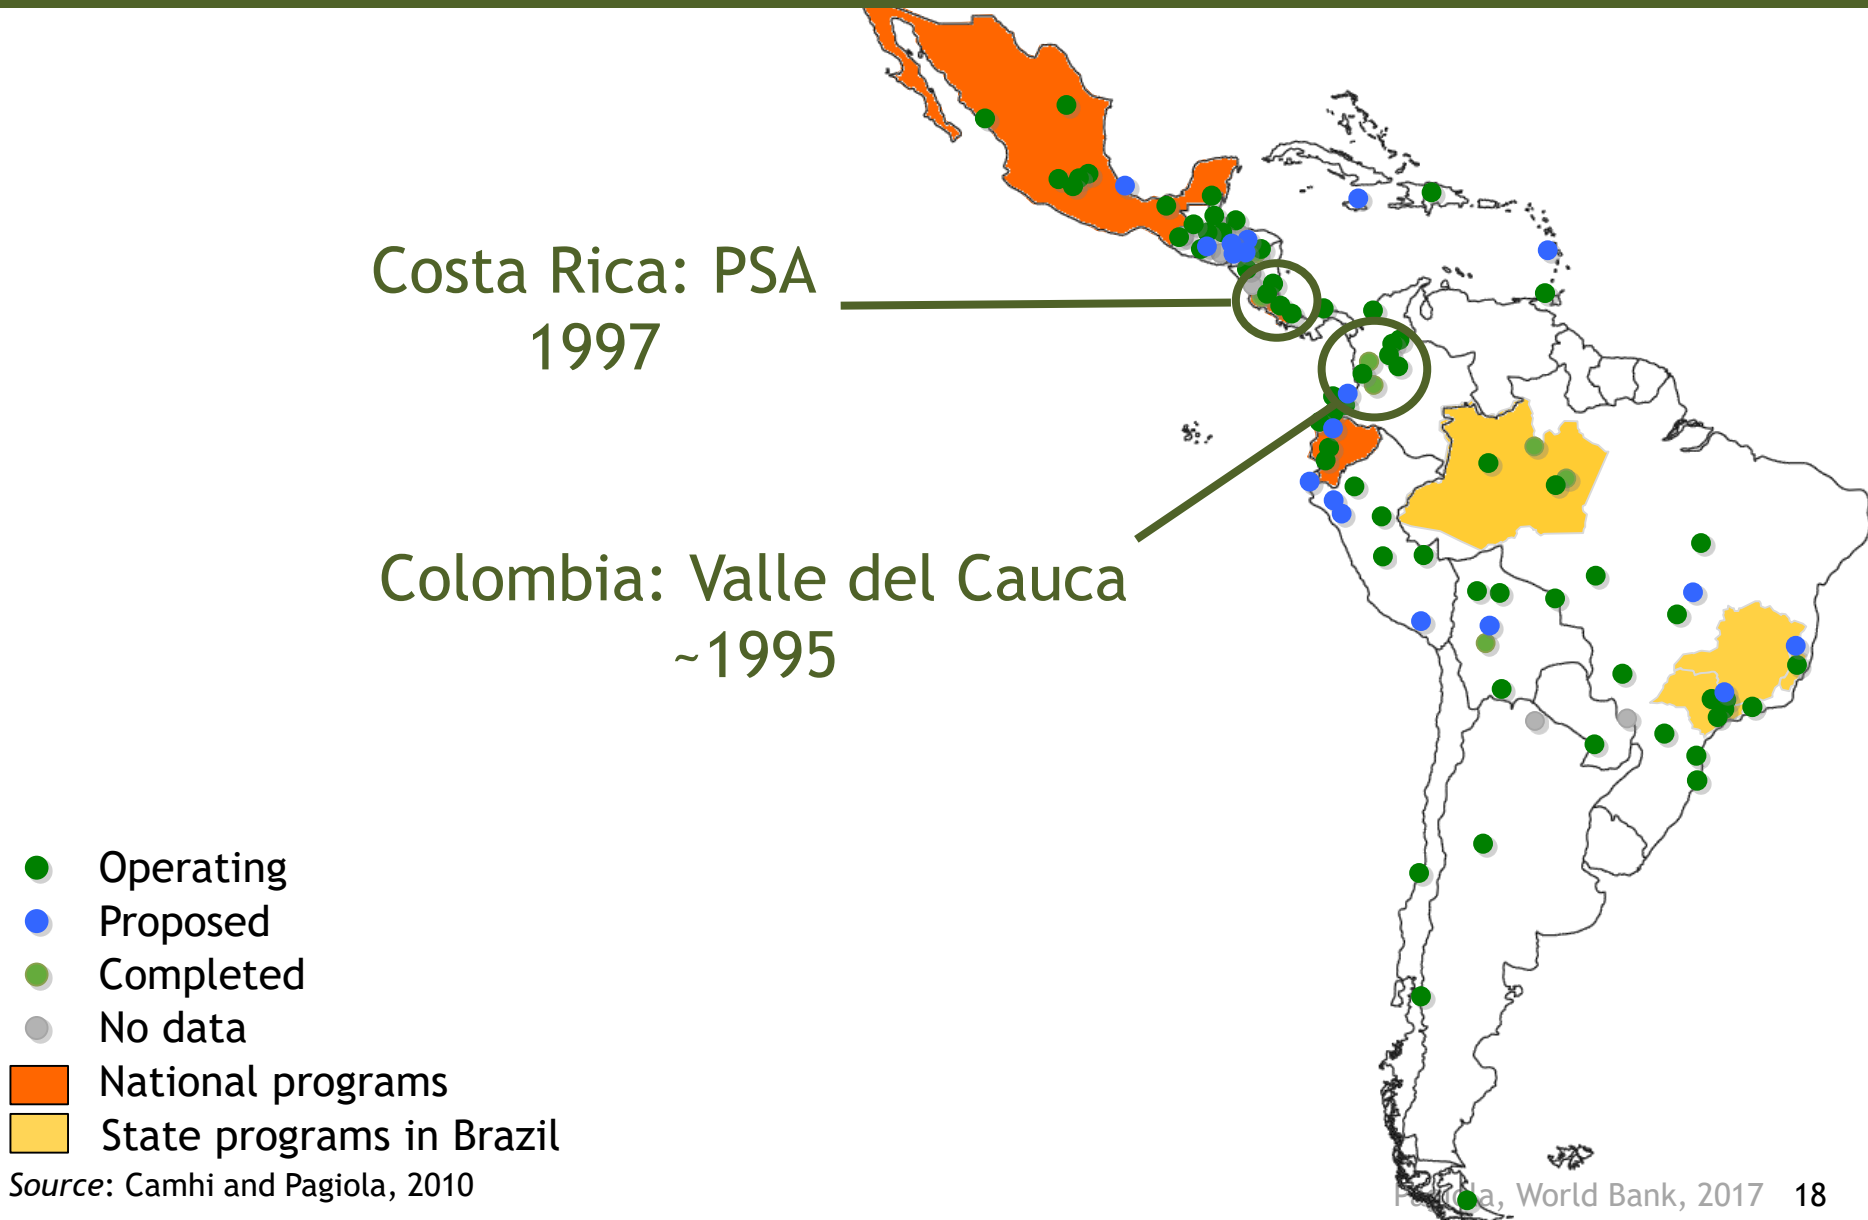 Costa Rica: PSA
1997
Colombia: Valle del Cauca
~1995
Operating
Proposed
Completed
No data
National programs
State programs in Brazil
Source: Camhi and Pagiola, 2010
Pagiola, World Bank, 2017 18